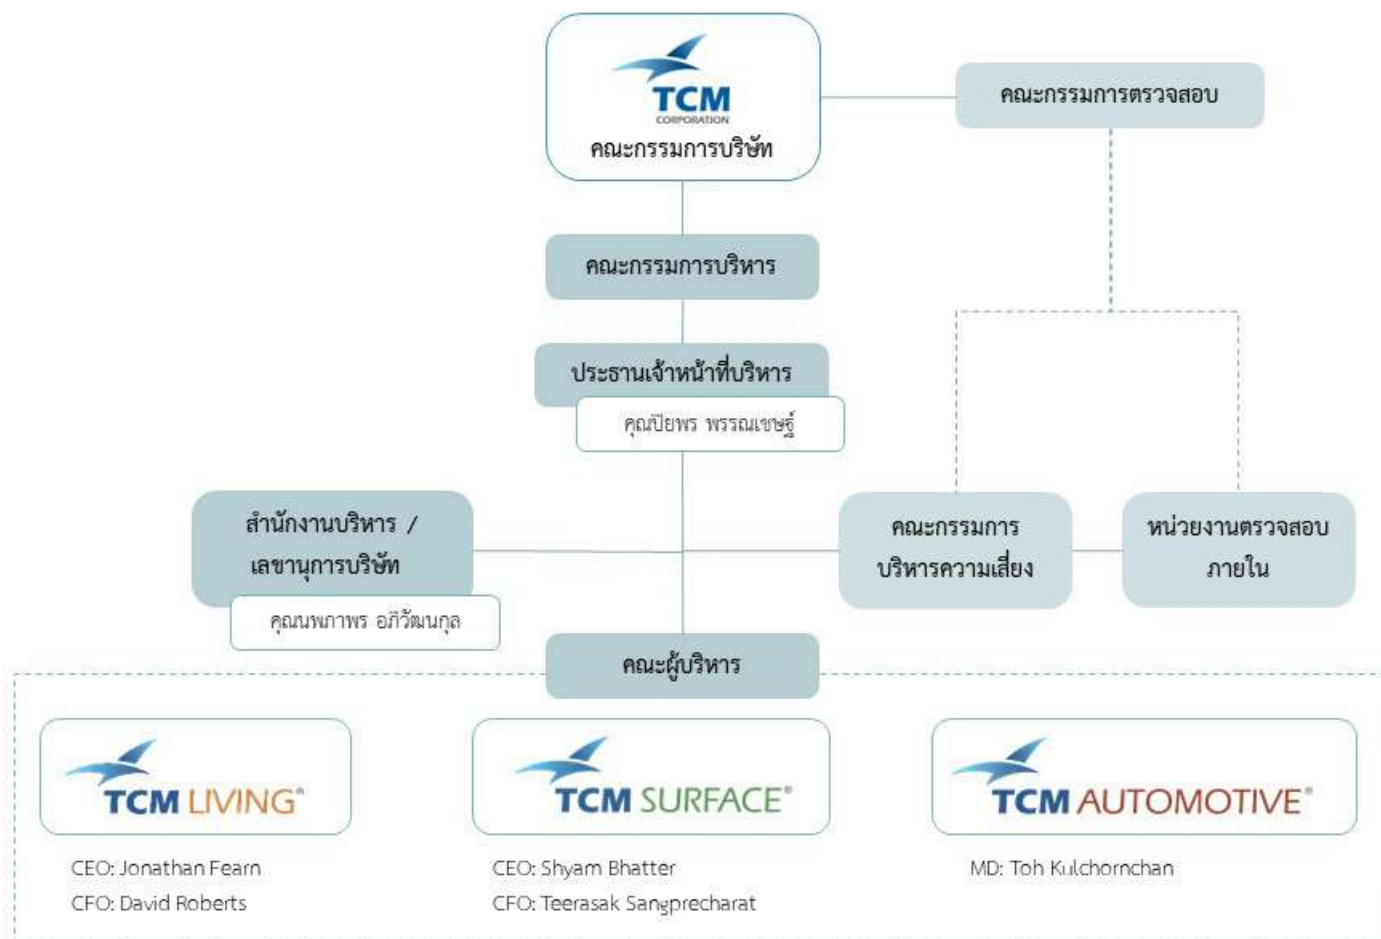 TCM
CORPORATION
คณะกรรมการบริษัท
คณะกรรมการตรวจสอบ
คณะกรรมการบริหาร
ประธานเจ้าหน้าที่บริหาร
คุณปิยพร พรรณเชษฐ์
สำนักงานบริหาร /
เลขานุการบริษัท
คุณนพภาพร อภิวัฒนกุล
คณะกรรมการ
บริหารความเสี่ยง
หน่วยงานตรวจสอบ
ภายใน
คณะผู้บริหาร
TCM LIVING®
CEO: Jonathan Fearn
CFO: David Roberts
TCM SURFACE®
CEO: Shyam Bhatter
CFO: Teerasak Sangprecharat
TCM AUTOMOTIVE®
MD: Toh Kulchornchan